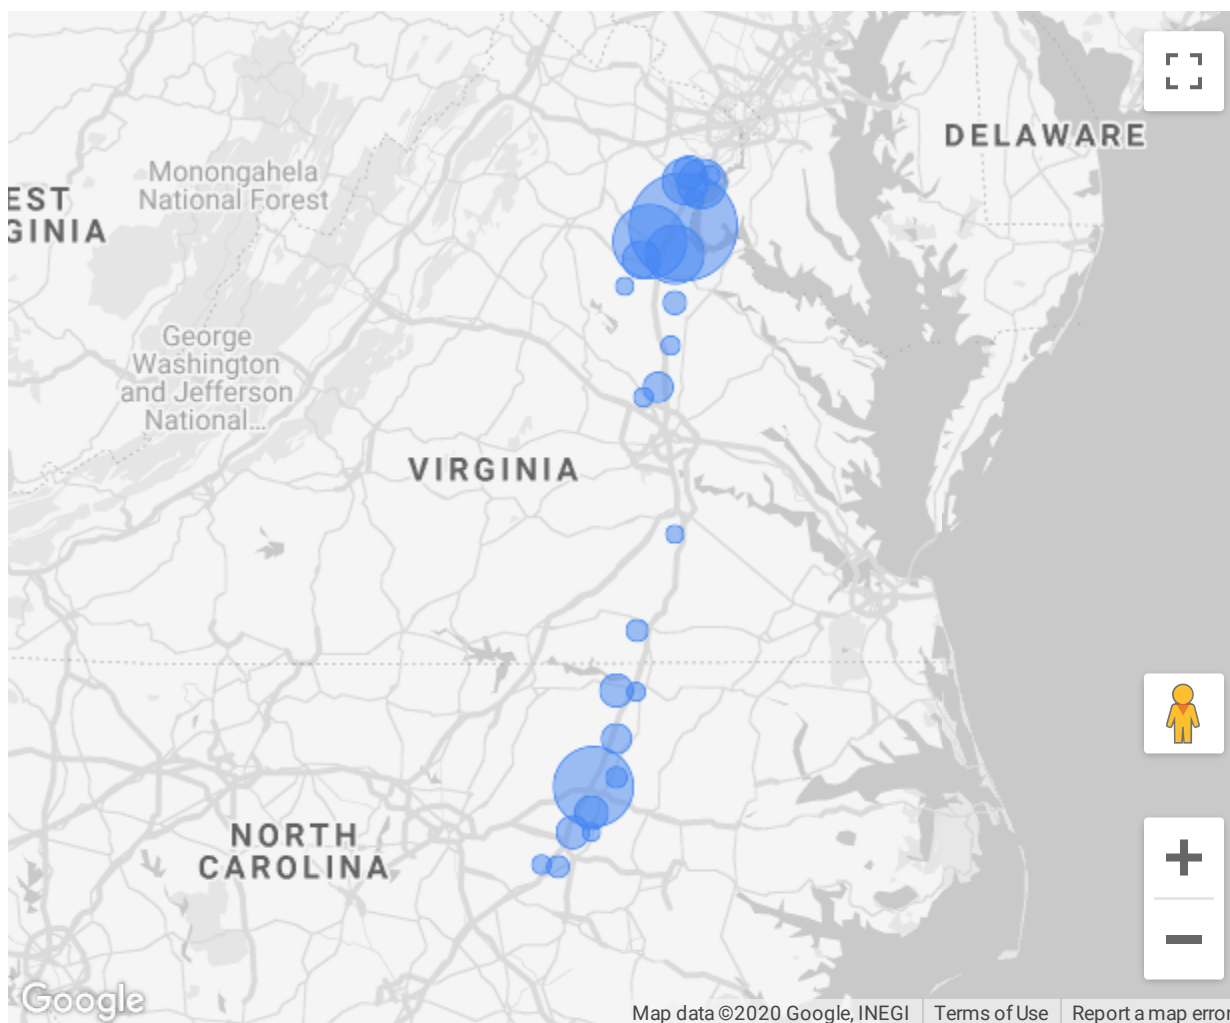 DELAWARE
Monongahela
National Forest
EST
GINIA
George
Washington
and Jefferson
National...
VIRGINIA
NORTH
CAROLINA
Google
Map data ©2020 Google, INEGI
Terms of Use
Report a map error